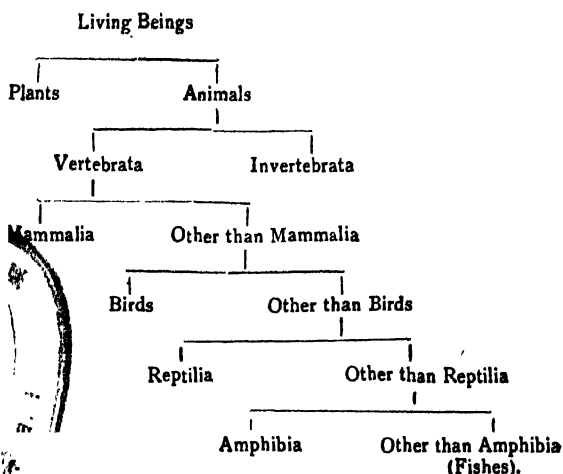 Living Beings
Plants Animals
Vertebrata Invertebrata
Mammalia Other than Mammalia
Birds Other than Birds
Reptilia Other than Reptilia
Amphibia Other than Amphibia
(Fishes).